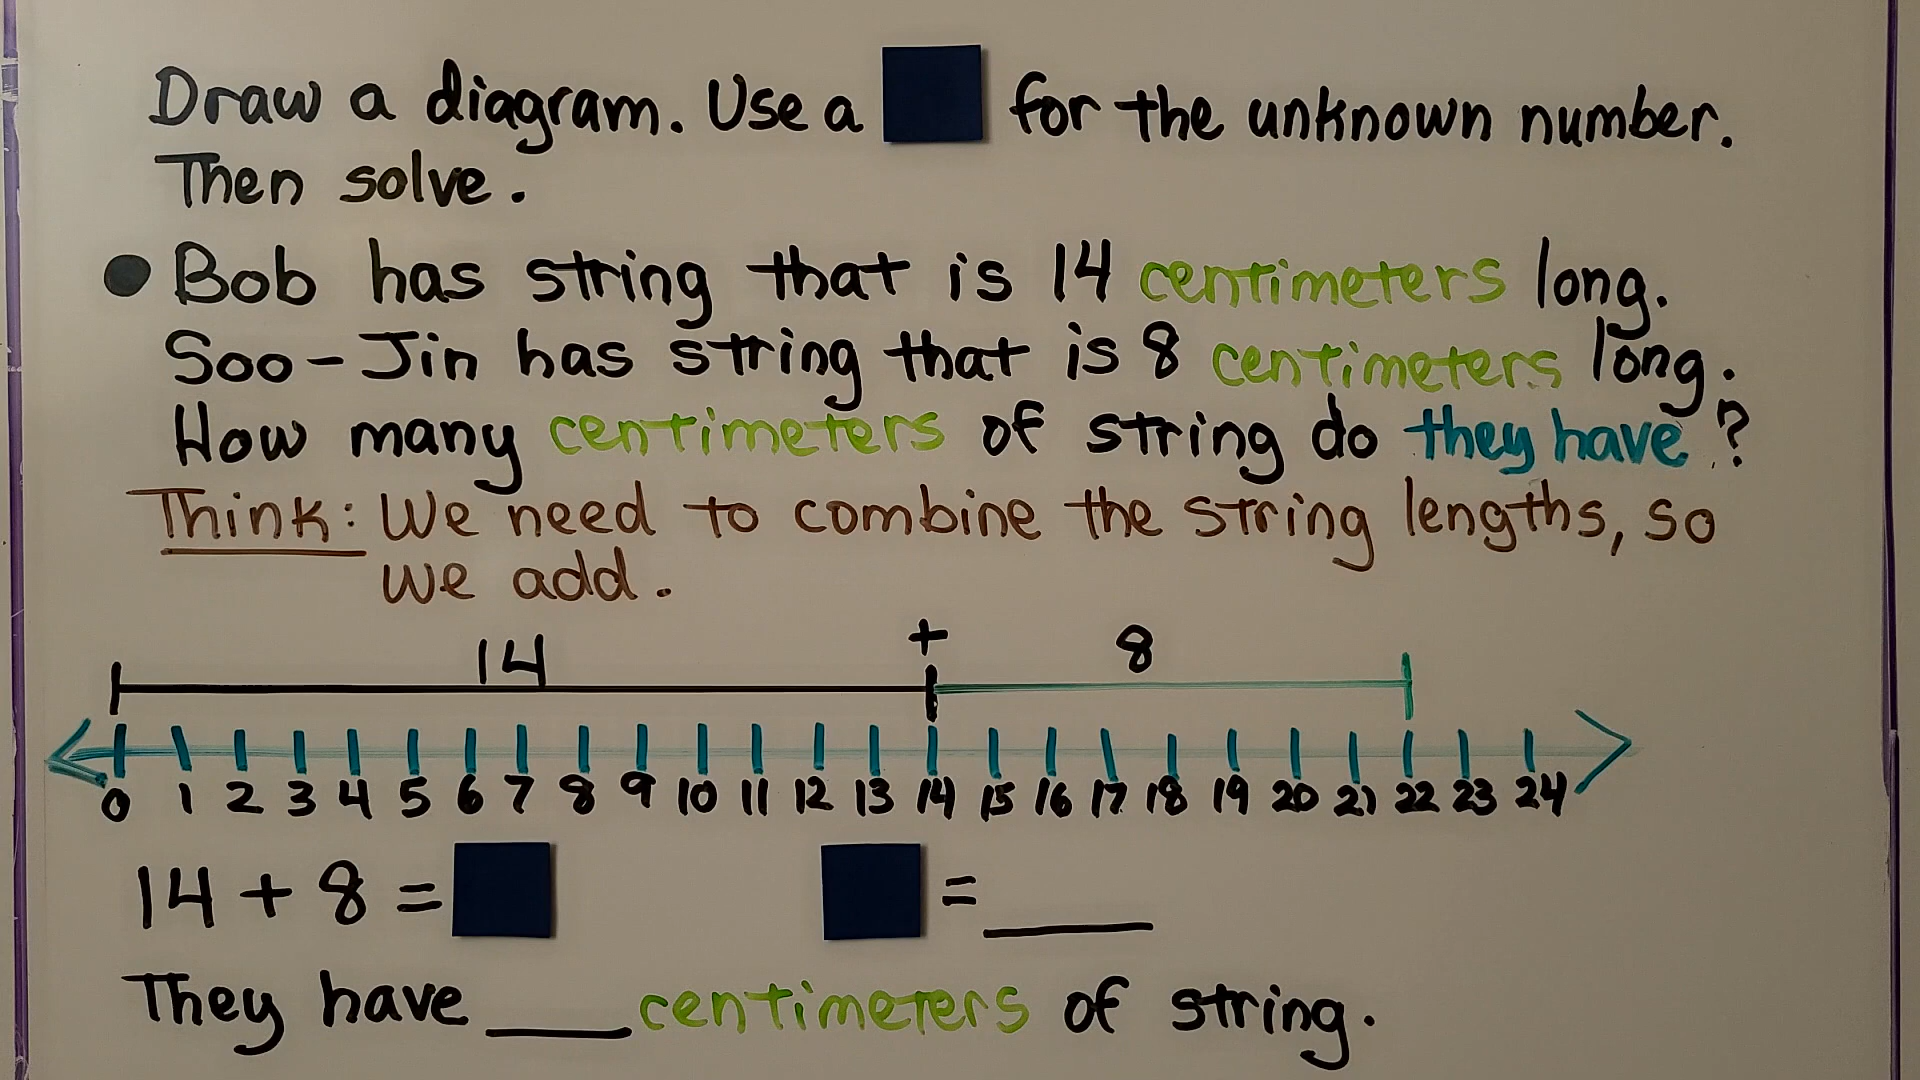 Draw a diagram. Use a ■ for the unknown number.
Then solve.
● Bob has string that is 14 centimeters long.
Soo-Jin has string that is 8 centimeters long.
How many centimeters of string do they have?
Think: We need to combine the string lengths, so
we add.
14 + 8
0 1 2 3 4 5 6 7 8 9 10 11 12 13 14 15 16 17 18 19 20 21 22 23 24
14 + 8 = ■ ■ = ____
They have ____ centimeters of string.